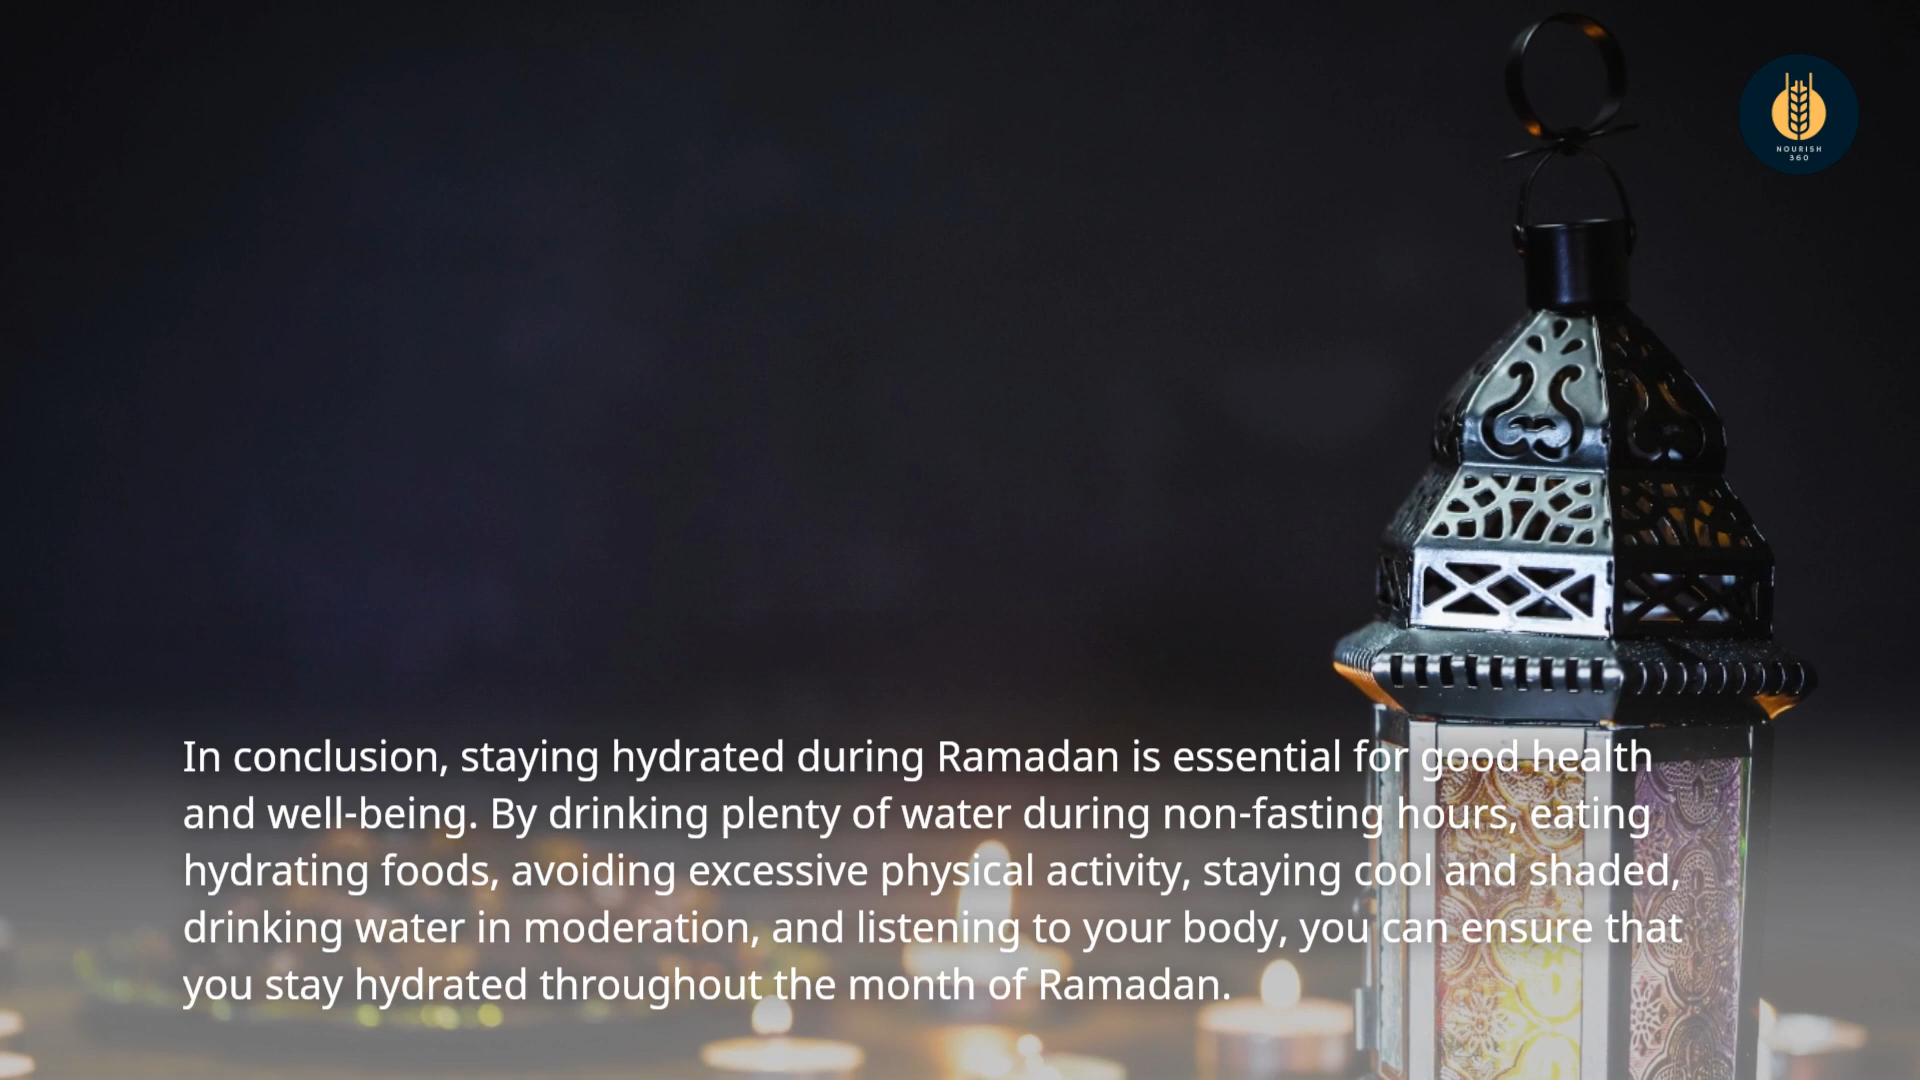 NOURISH
360
In conclusion, staying hydrated during Ramadan is essential for good health
and well-being. By drinking plenty of water during non-fasting hours, eating
hydrating foods, avoiding excessive physical activity, staying cool and shaded,
drinking water in moderation, and listening to your body, you can ensure that
you stay hydrated throughout the month of Ramadan.